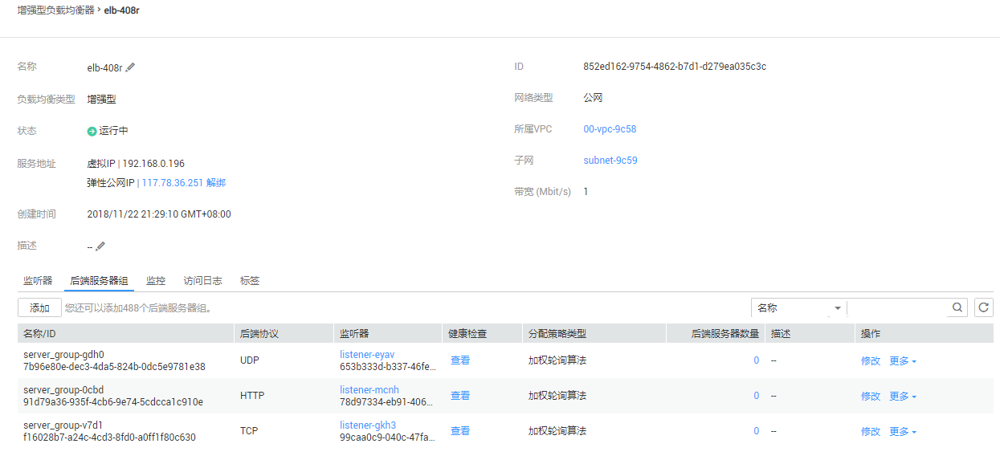 增强型负载均衡器 › elb-408r
名称 elb-408r
ID 852ed162-9754-4862-b7d1-d279ea035c3c
负载均衡类型 增强型
网络类型 公网
状态 运行中
所属VPC 00-vpc-9c58
服务地址 虚拟IP | 192.168.0.196
弹性公网IP | 117.78.36.251 解绑
子网 subnet-9c59
带宽 (Mbit/s) 1
创建时间 2018/11/22 21:29:10 GMT+08:00
描述 --
监听器 后端服务器组 监控 访问日志 标签
添加 您还可以添加488个后端服务器组。 名称
名称/ID 后端协议 监听器 健康检查 分配策略类型 后端服务器数量 描述 操作
server_group-gdh0 UDP listener-eyav 查看 加权轮询算法 0 -- 修改 更多
7b96e80e-dec3-4da5-824b-0dc5e9781e38 653b333d-b337-46fe...
server_group-0cbd HTTP listener-mcnh 查看 加权轮询算法 0 -- 修改 更多
91d79a36-935f-4cb6-9e74-5cdcca1c910e 78d97334-eb91-406...
server_group-v7d1 TCP listener-gkh3 查看 加权轮询算法 0 -- 修改 更多
f16028b7-a24c-4cd3-8fd0-a0ff1f80c630 99caa0c9-040c-47fa...